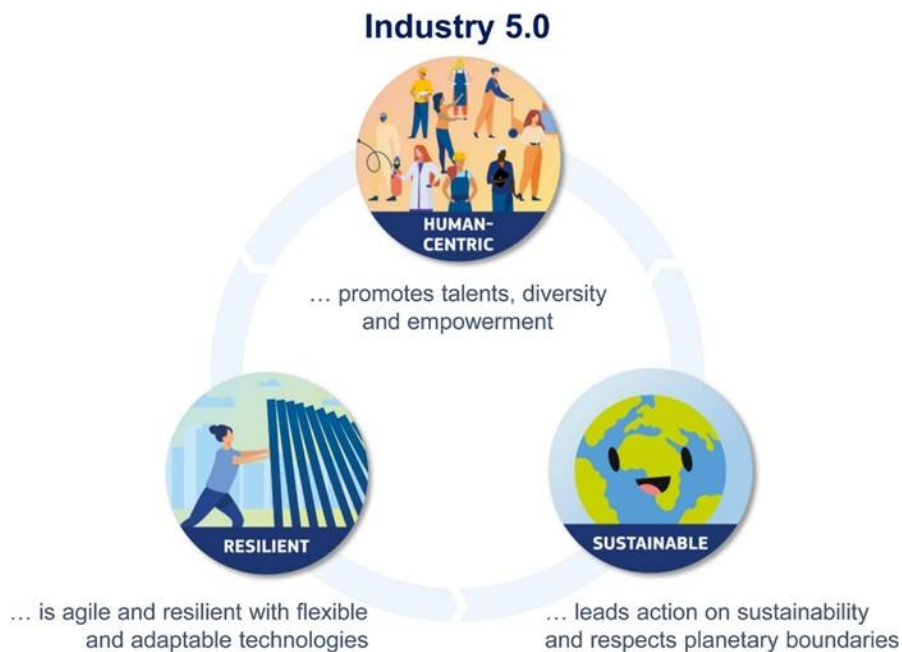 Industry 5.0
HUMAN-
CENTRIC
… promotes talents, diversity
and empowerment
RESILIENT
… is agile and resilient with flexible
and adaptable technologies
SUSTAINABLE
… leads action on sustainability
and respects planetary boundaries